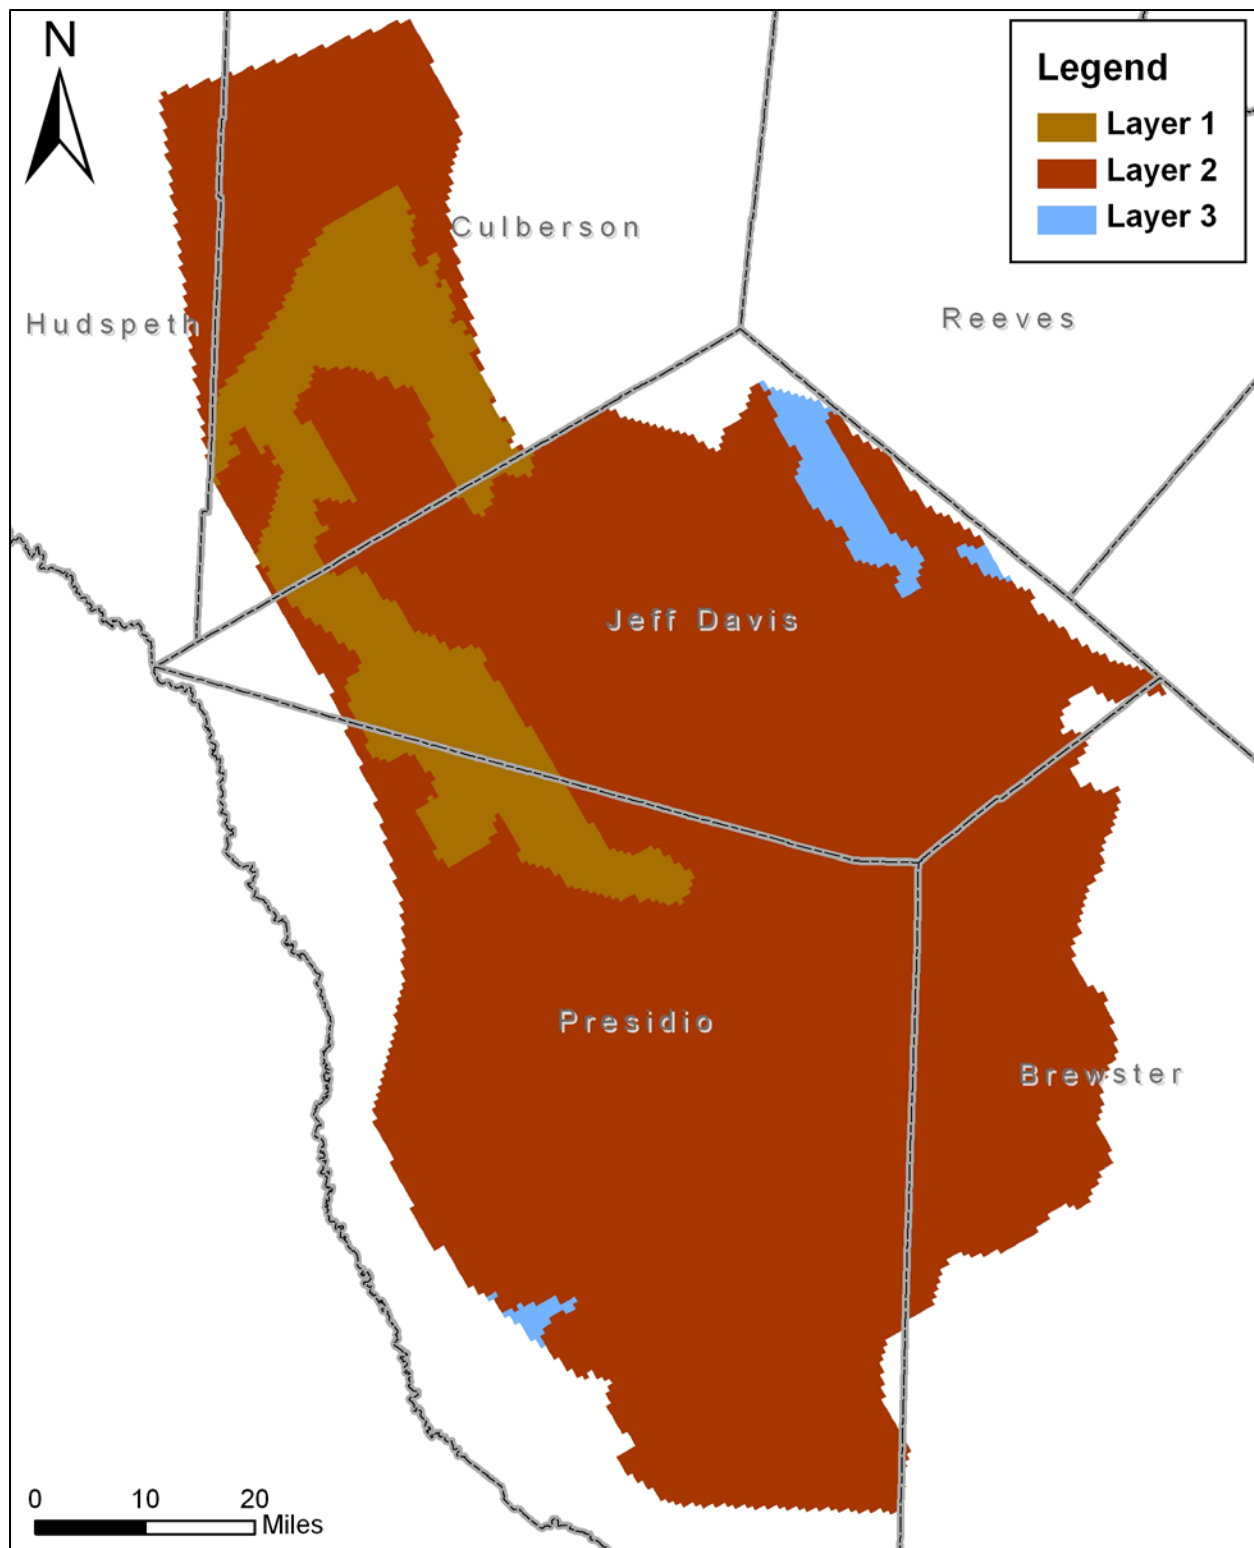 N
Legend
Layer 1
Layer 2
Layer 3
Culberson
Hudspeth
Reeves
Jeff Davis
Presidio
Brewster
0 10 20
Miles